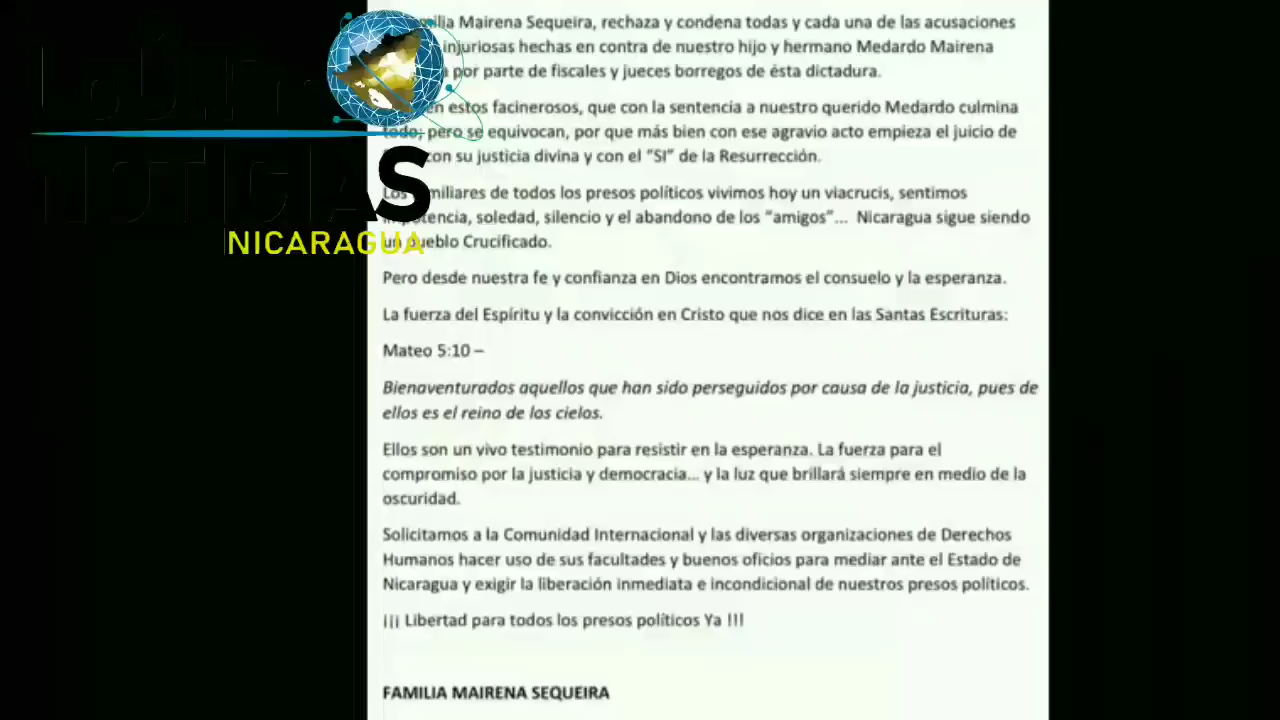 Mairena Sequeira, rechaza y condena todas y cada una de las acusaciones
injuriosas hechas en contra de nuestro hijo y hermano Medardo Mairena
por parte de fiscales y jueces borregos de ésta dictadura.
estos facinerosos, que con la sentencia a nuestro querido Medardo culmina
todo; pero se equivocan, por que más bien con ese agravio acto empieza el juicio de
con su justicia divina y con el "SI" de la Resurrección.
Los familiares de todos los presos políticos vivimos hoy un viacrucis, sentimos
impotencia, soledad, silencio y el abandono de los "amigos"... Nicaragua sigue siendo
un pueblo Crucificado.
Pero desde nuestra fe y confianza en Dios encontramos el consuelo y la esperanza.
La fuerza del Espíritu y la convicción en Cristo que nos dice en las Santas Escrituras:
Mateo 5:10 –
Bienaventurados aquellos que han sido perseguidos por causa de la justicia, pues de
ellos es el reino de los cielos.
Ellos son un vivo testimonio para resistir en la esperanza. La fuerza para el
compromiso por la justicia y democracia... y la luz que brillará siempre en medio de la
oscuridad.
Solicitamos a la Comunidad Internacional y las diversas organizaciones de Derechos
Humanos hacer uso de sus facultades y buenos oficios para mediar ante el Estado de
Nicaragua y exigir la liberación inmediata e incondicional de nuestros presos políticos.
¡¡¡ Libertad para todos los presos políticos Ya !!!
FAMILIA MAIRENA SEQUEIRA
NOTICIAS
NICARAGUA